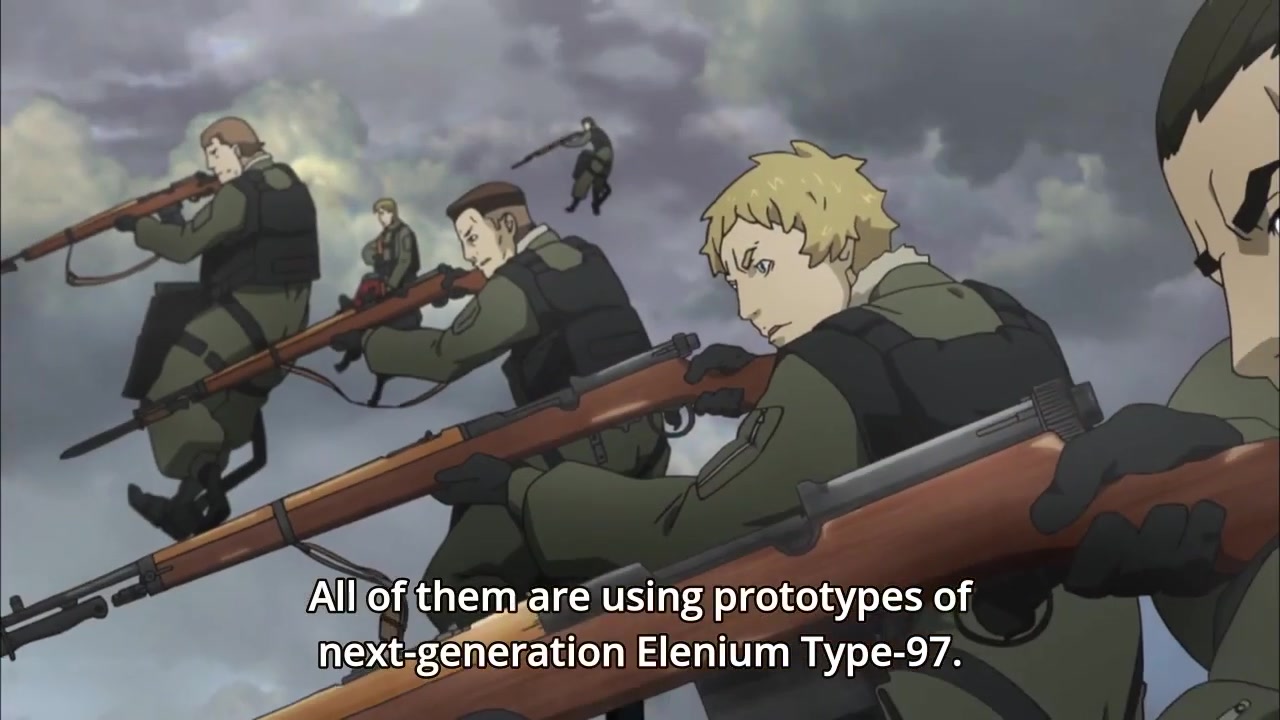 All of them are using prototypes of
next-generation Elenium Type-97.